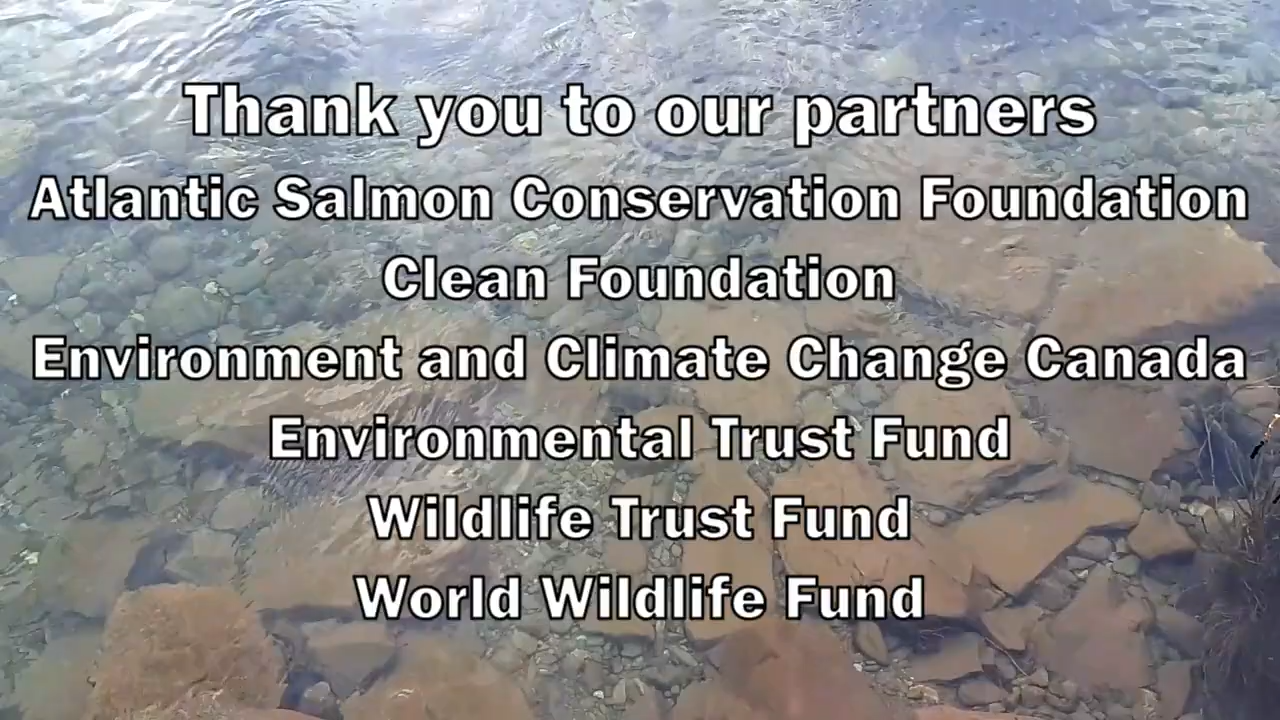 Thank you to our partners
Atlantic Salmon Conservation Foundation
Clean Foundation
Environment and Climate Change Canada
Environmental Trust Fund
Wildlife Trust Fund
World Wildlife Fund